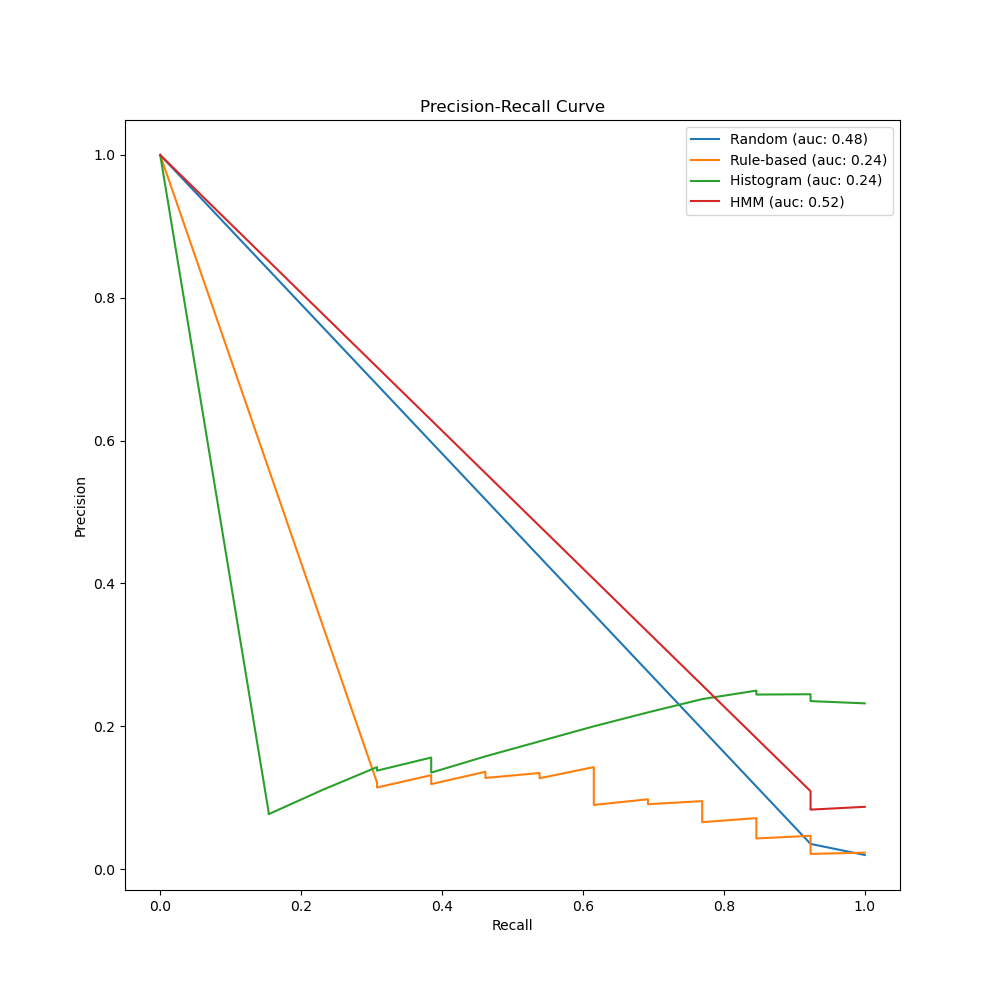 Precision-Recall Curve
Random (auc: 0.48)
Rule-based (auc: 0.24)
Histogram (auc: 0.24)
HMM (auc: 0.52)
Precision
1.0
0.8
0.6
0.4
0.2
0.0
0.0 0.2 0.4 0.6 0.8 1.0
Recall